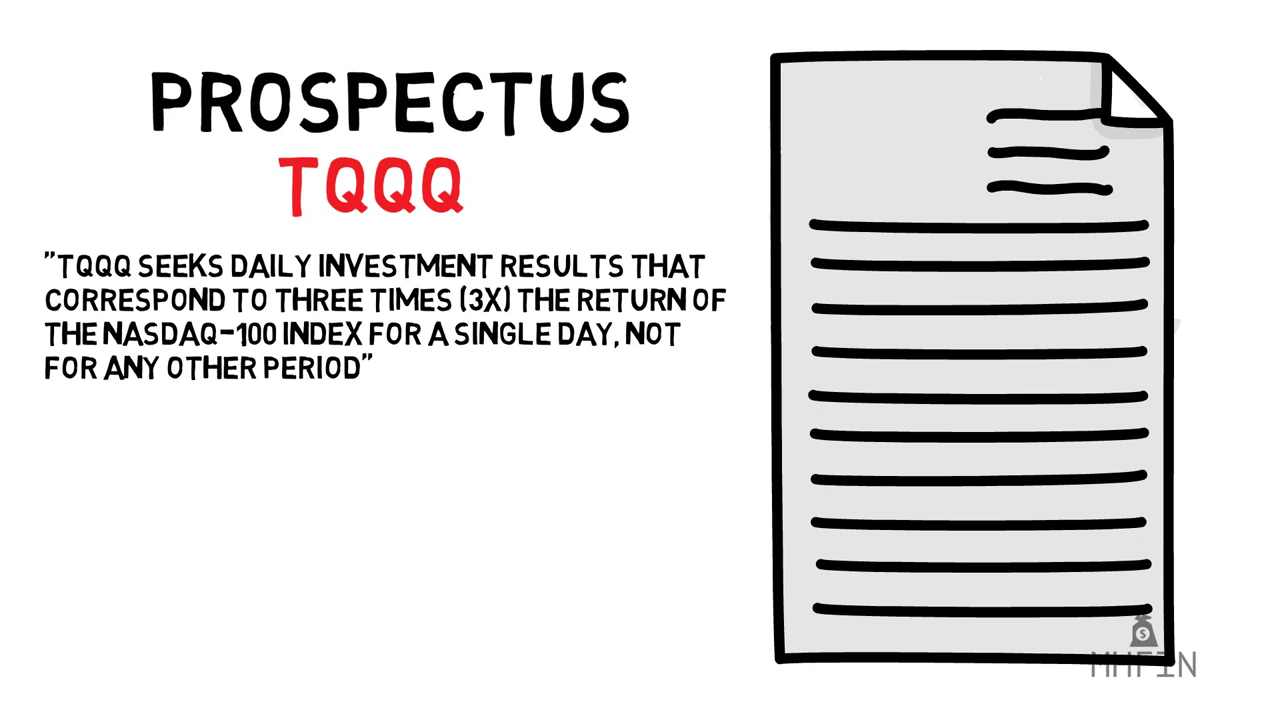 PROSPECTUS
TQQQ
"TQQQ SEEKS DAILY INVESTMENT RESULTS THAT
CORRESPOND TO THREE TIMES (3X) THE RETURN OF
THE NASDAQ-100 INDEX FOR A SINGLE DAY, NOT
FOR ANY OTHER PERIOD"
$
MHFIN